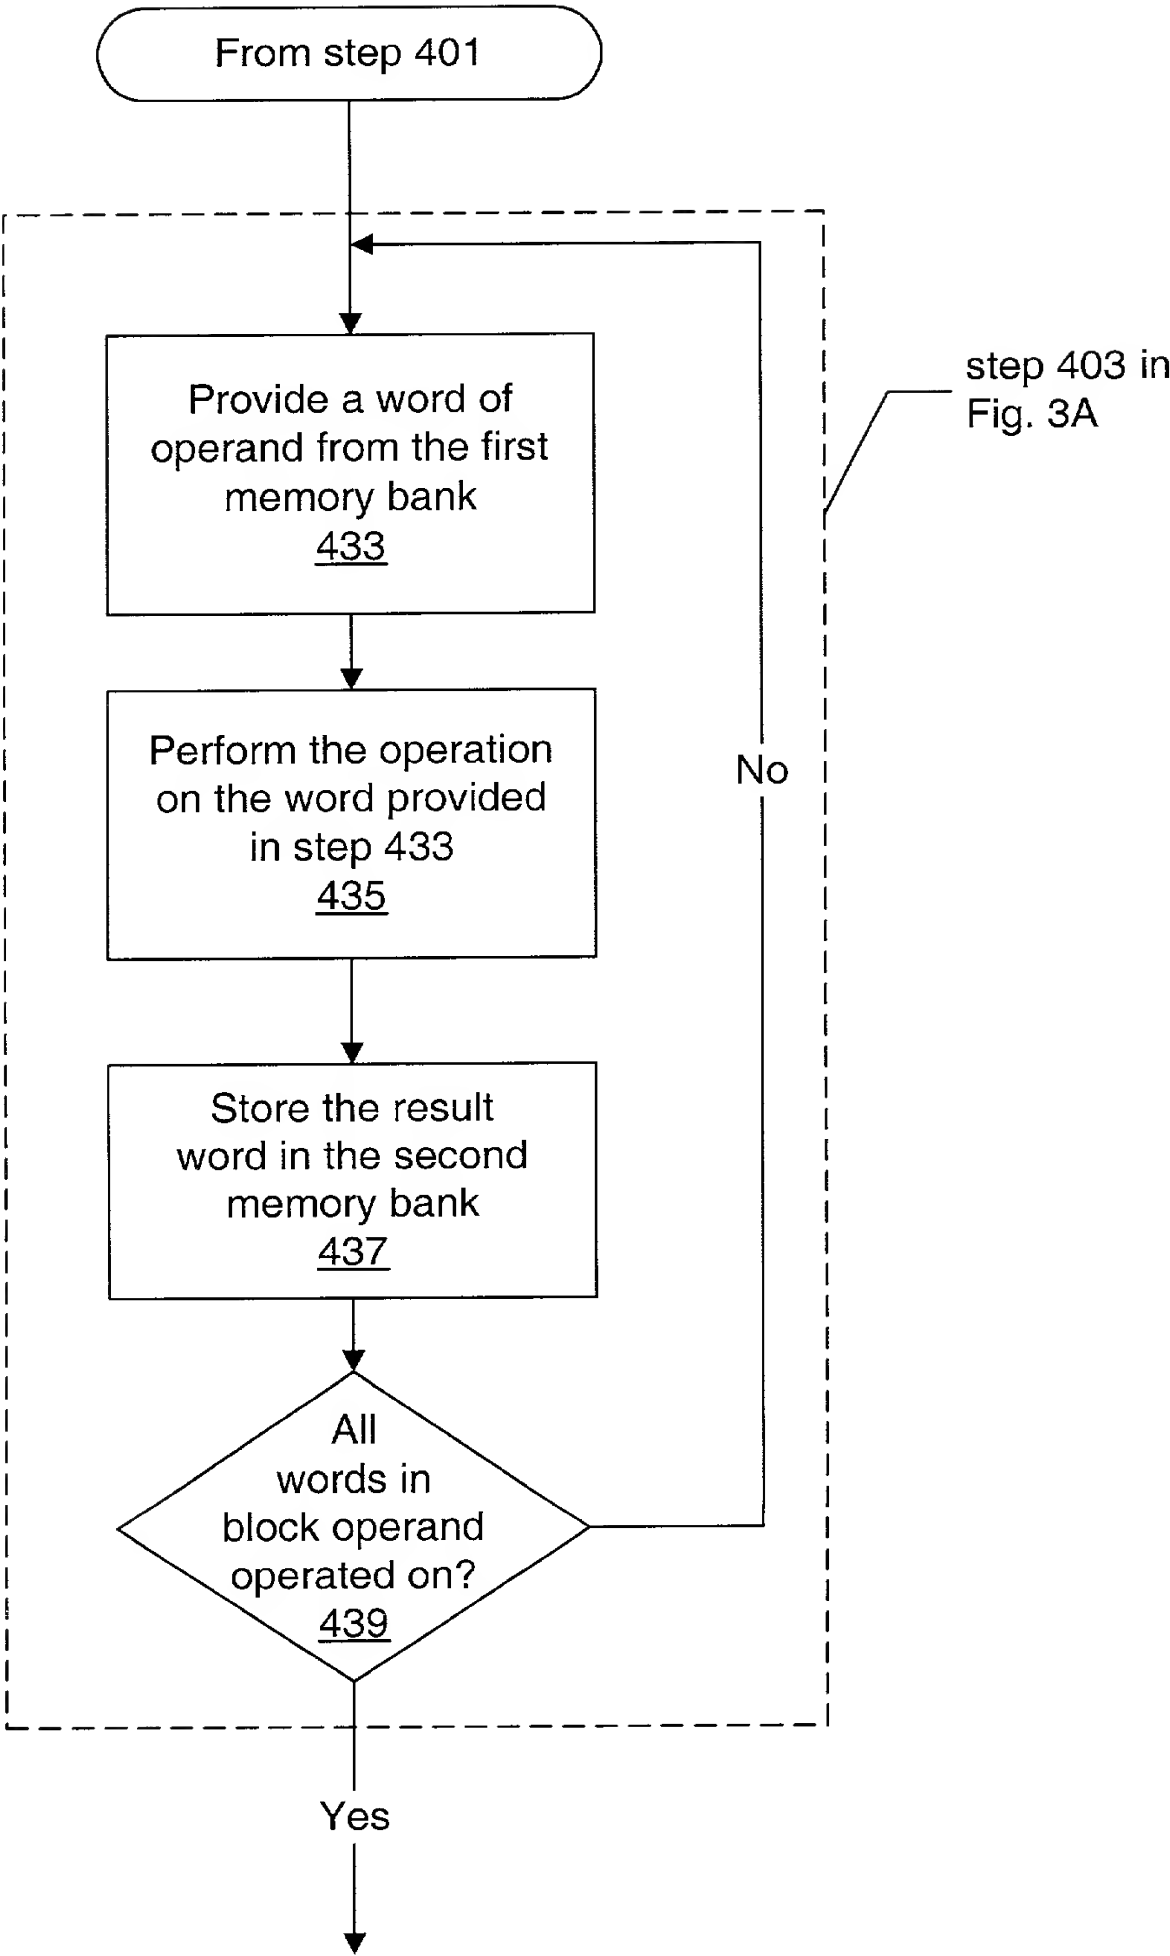 From step 401
step 403 in
Fig. 3A
Provide a word of
operand from the first
memory bank
433
Perform the operation
on the word provided
in step 433
435
No
Store the result
word in the second
memory bank
437
All
words in
block operand
operated on?
439
Yes